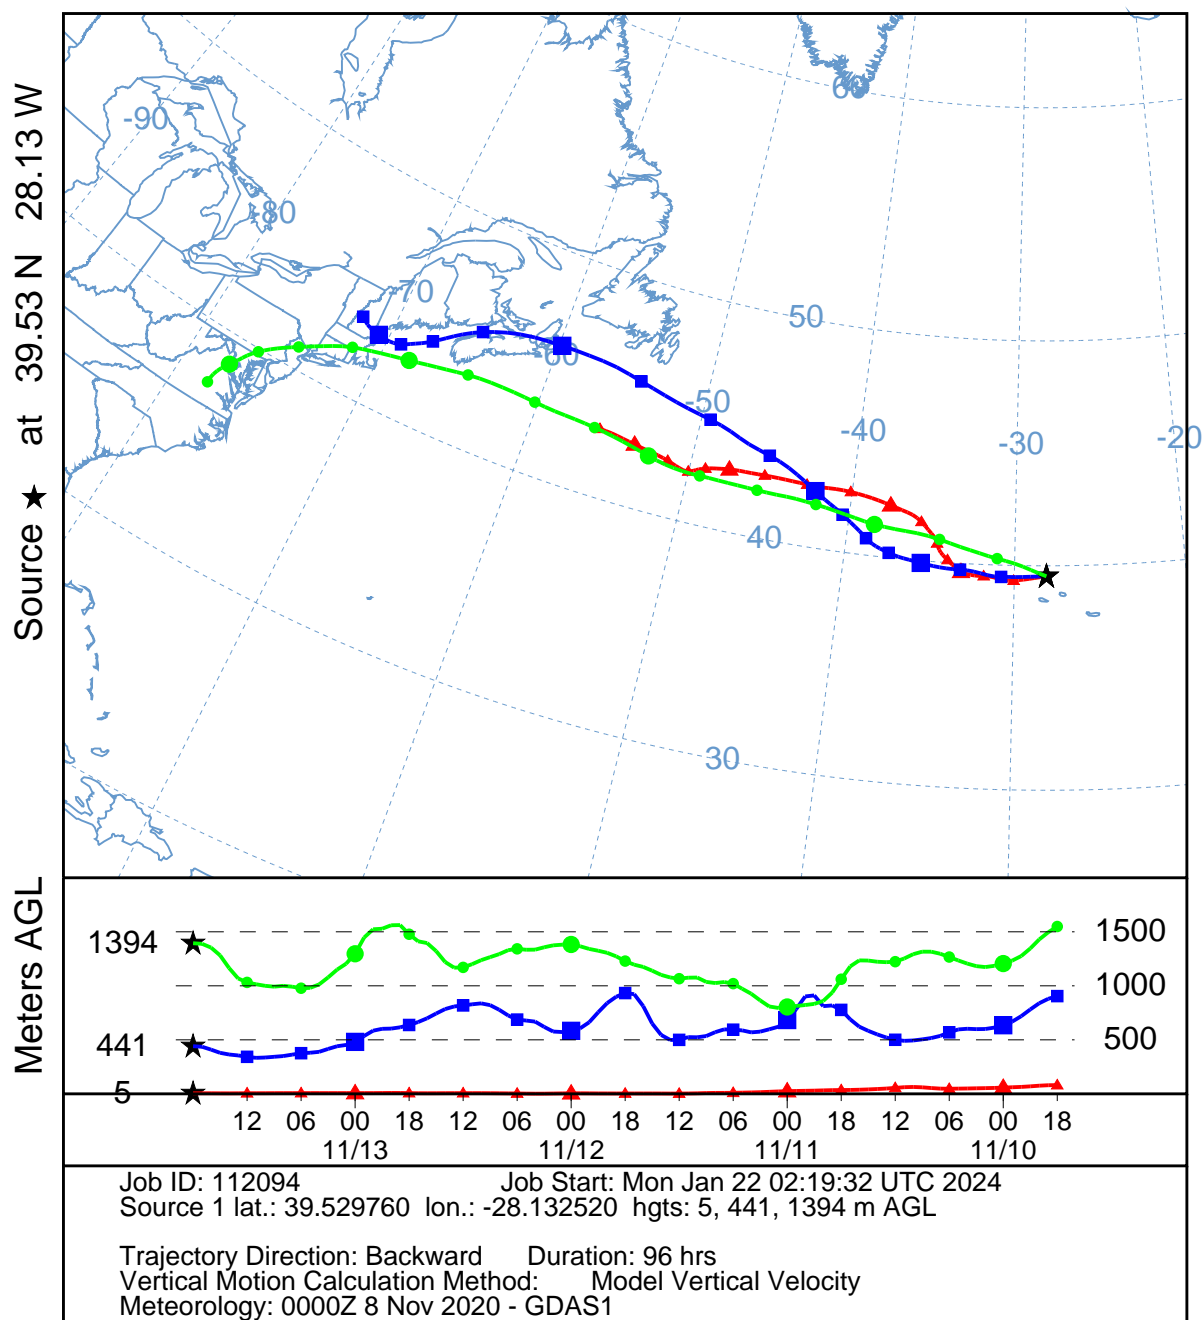 Source ★ at 39.53 N 28.13 W
60
-90
-80
-70
50
-60
-50
-40
-30
-20
40
30
Meters AGL
1394
1500
1000
441
500
5
12 06 00 18 12 06 00 18 12 06 00 18 12 06 00 18
11/13 11/12 11/11 11/10
Job ID: 112094 Job Start: Mon Jan 22 02:19:32 UTC 2024
Source 1 lat.: 39.529760 lon.: -28.132520 hgts: 5, 441, 1394 m AGL
Trajectory Direction: Backward Duration: 96 hrs
Vertical Motion Calculation Method: Model Vertical Velocity
Meteorology: 0000Z 8 Nov 2020 - GDAS1